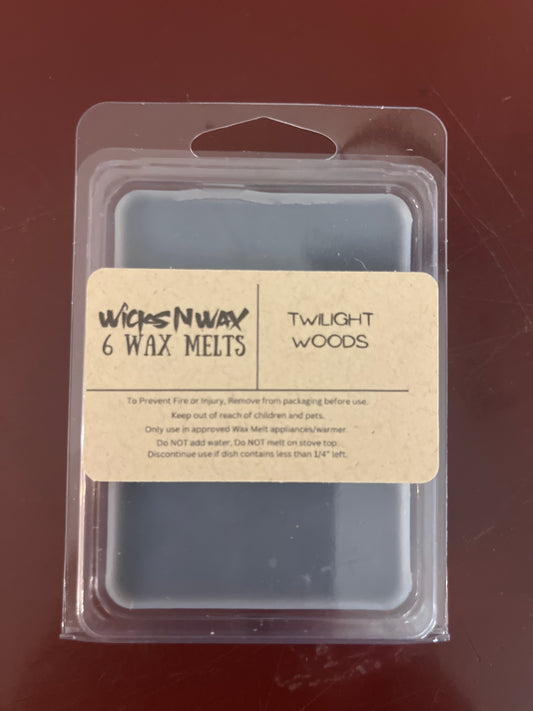 Wicks N Wax
6 WAX MELTS
TWILIGHT
WOODS
To Prevent Fire or Injury, Remove from packaging before use.
Keep out of reach of children and pets.
Only use in approved Wax Melt appliances/warmer.
Do NOT add water, Do NOT melt on stove top.
Discontinue use if dish contains less than 1/4" left.